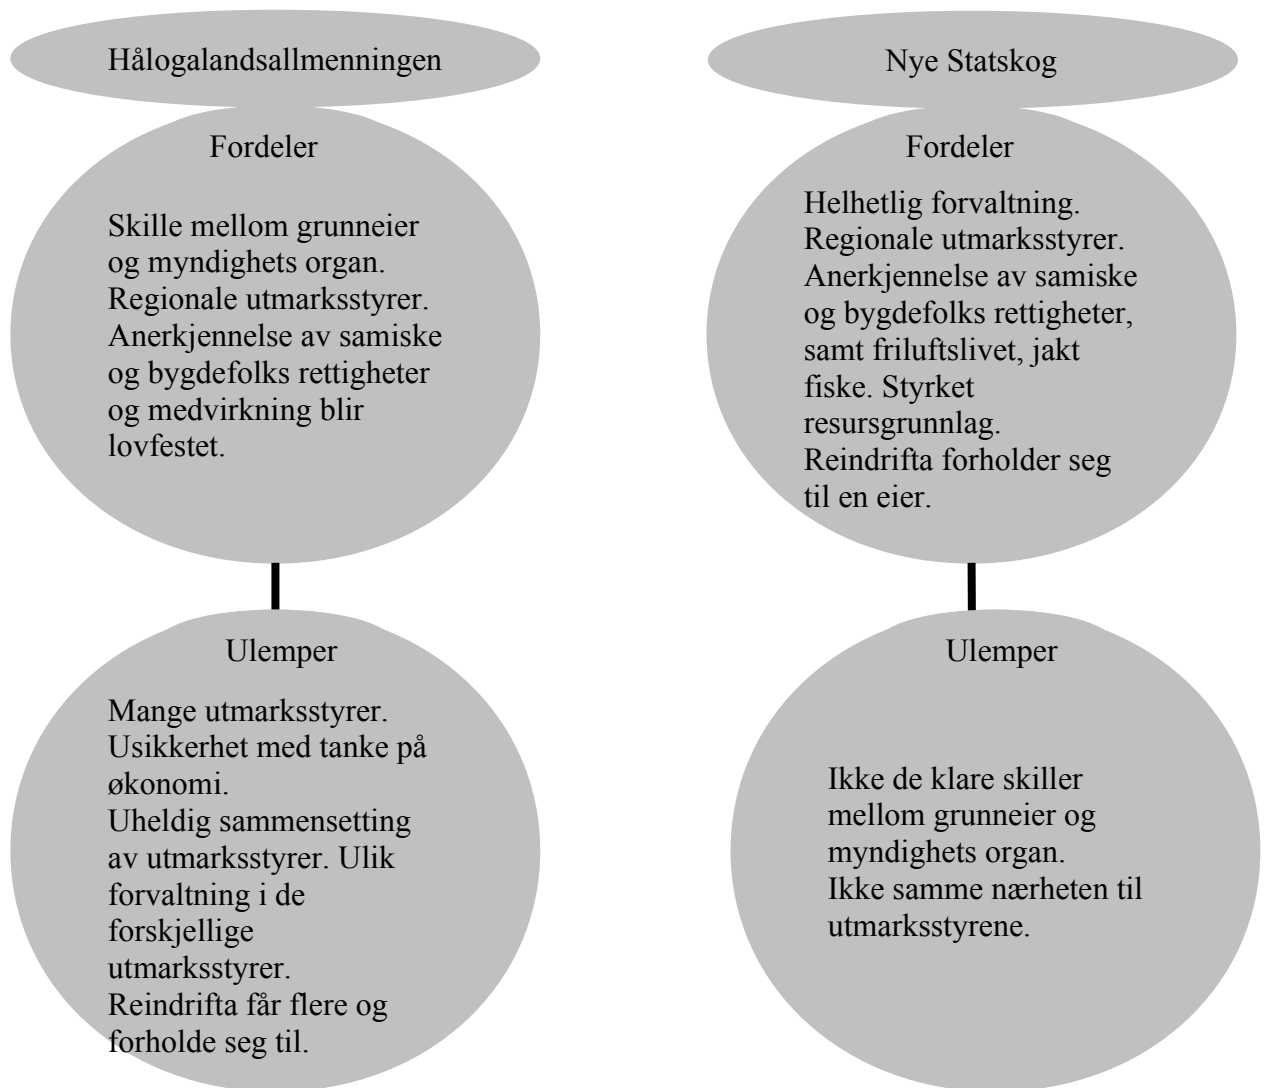 Hålogalandsallmenningen
Fordeler
Skille mellom grunneier
og myndighets organ.
Regionale utmarksstyrer.
Anerkjennelse av samiske
og bygdefolks rettigheter
og medvirkning blir
lovfestet.
Ulemper
Mange utmarksstyrer.
Usikkerhet med tanke på
økonomi.
Uheldig sammensetting
av utmarksstyrer. Ulik
forvaltning i de
forskjellige
utmarksstyrer.
Reindrifta får flere og
forholde seg til.
Nye Statskog
Fordeler
Helhetlig forvaltning.
Regionale utmarksstyrer.
Anerkjennelse av samiske
og bygdefolks rettigheter,
samt friluftslivet, jakt
fiske. Styrket
resursgrunnlag.
Reindrifta forholder seg
til en eier.
Ulemper
Ikke de klare skiller
mellom grunneier og
myndighets organ.
Ikke samme nærheten til
utmarksstyrene.